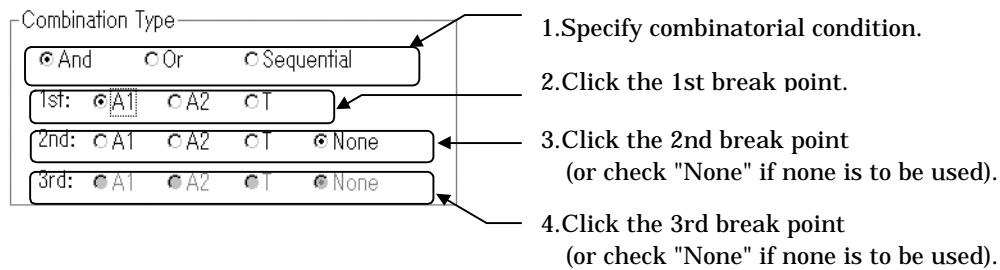 Combination Type
And Or Sequential
1st: A1 A2 T
2nd: A1 A2 T None
3rd: A1 A2 T None
1.Specify combinatorial condition.
2.Click the 1st break point.
3.Click the 2nd break point
(or check "None" if none is to be used).
4.Click the 3rd break point
(or check "None" if none is to be used).